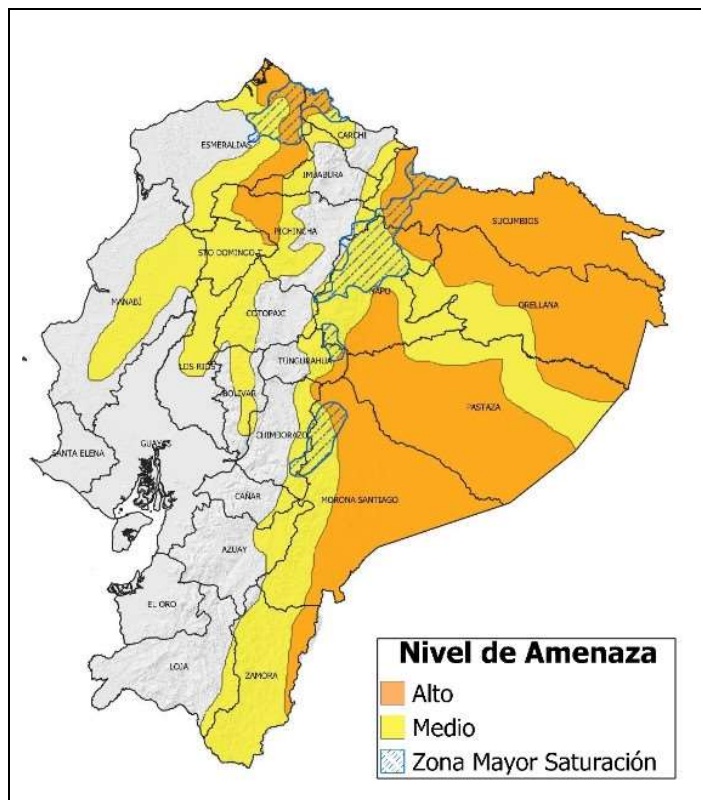 ESMERALDAS
CARCHI
IMBABURA
SUCUMBIOS
PICHINCHA
STO DOMINGO T
ORELLANA
MANABÍ
NAPO
COTOPAXI
LOS RIOS
TUNGURAHUA
BOLIVAR
PASTAZA
CHIMBORAZO
SANTA ELENA
GUAYAS
CAÑAR
MORONA SANTIAGO
AZUAY
EL ORO
LOJA
ZAMORA
Nivel de Amenaza
Alto
Medio
Zona Mayor Saturación